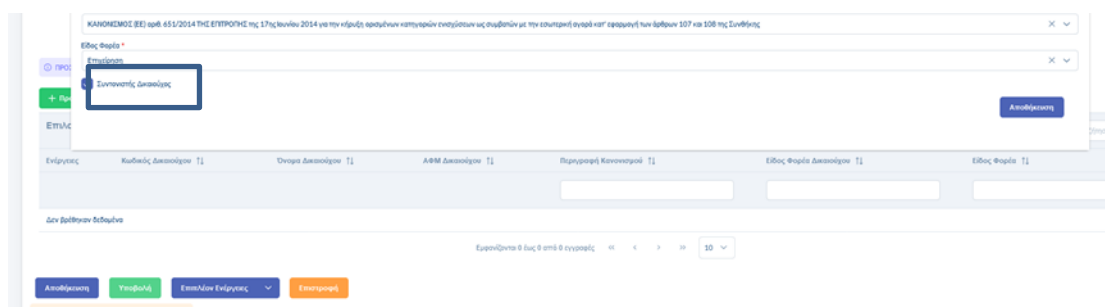 ΚΑΝΟΝΙΣΜΟΣ (ΕΕ) αριθ. 651/2014 ΤΗΣ ΕΠΙΤΡΟΠΗΣ της 17ης Ιουνίου 2014 για την κήρυξη ορισμένων κατηγοριών ενισχύσεων ως συμβατών με την εσωτερική αγορά κατ' εφαρμογή των άρθρων 107 και 108 της Συνθήκης
Είδος Φορέα *
Επιχείρηση
Συντονιστής Δικαιούχος
Αποθήκευση
Ενέργειες Κωδικός Δικαιούχου Όνομα Δικαιούχου ΑΦΜ Δικαιούχου Περιγραφή Κανονισμού Είδος Φορέα Δικαιούχου Είδος Φορέα
Δεν βρέθηκαν δεδομένα
Εμφανίζονται 0 έως 0 από 0 εγγραφές « ‹ › » 10
Αποθήκευση Υποβολή Επιπλέον Ενέργειες Επιστροφή